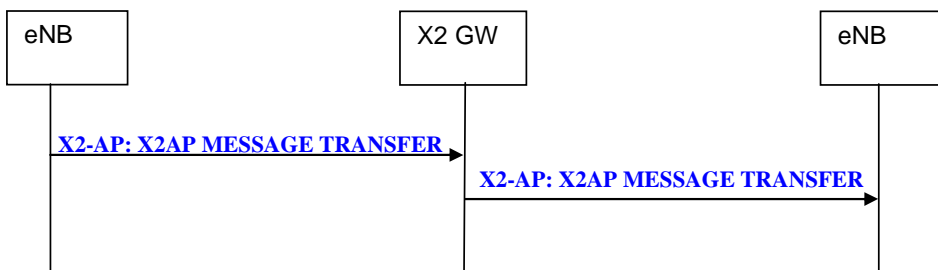 eNB
X2 GW
eNB
X2-AP: X2AP MESSAGE TRANSFER
X2-AP: X2AP MESSAGE TRANSFER